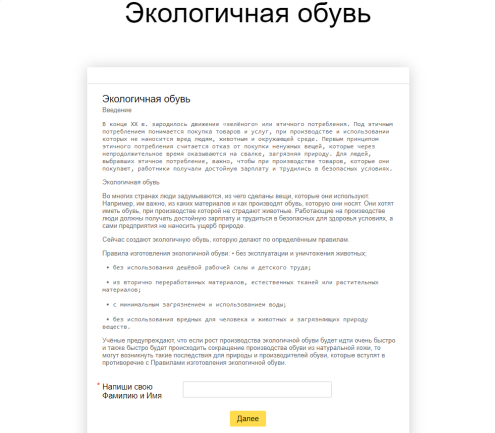 Экологичная обувь
Экологичная обувь
Введение
В конце XX в. зародилось движение «зелёного» или этичного потребления. Под этичным
потреблением понимается покупка товаров и услуг, при производстве и использовании
которых не наносится вред людям, животным и окружающей среде. Первым принципом
этичного потребления считается отказ от покупки ненужных вещей, которые через
непродолжительное время оказываются на свалке, загрязняя природу. Для людей,
выбравших этичное потребление, важно, чтобы при производстве товаров, которые они
покупают, работники получали достойную зарплату и трудились в безопасных условиях.
Экологичная обувь
Во многих странах люди задумываются, из чего сделаны вещи, которые они используют.
Например, им важно, из каких материалов и как производят обувь, которую они носят. Они хотят
иметь обувь, при производстве которой не страдают животные. Работающие на производстве
люди должны получать достойную зарплату и трудиться в безопасных для здоровья условиях, а
сами предприятия не наносить ущерб природе.
Сейчас создают экологичную обувь, которую делают по определённым правилам.
Правила изготовления экологичной обуви: • без эксплуатации и уничтожения животных;
• без использования дешёвой рабочей силы и детского труда;
• из вторично переработанных материалов, естественных тканей или растительных
материалов;
• с минимальным загрязнением и использованием воды;
• без использования вредных для человека и животных и загрязняющих природу
веществ.
Учёные предупреждают, что если рост производства экологичной обуви будет идти очень быстро
и также быстро будет происходить сокращение производства обуви из натуральной кожи, то
могут возникнуть такие последствия для природы и производителей обуви, которые вступят в
противоречие с Правилами изготовления экологичной обуви.
* Напиши свою
Фамилию и Имя
Далее